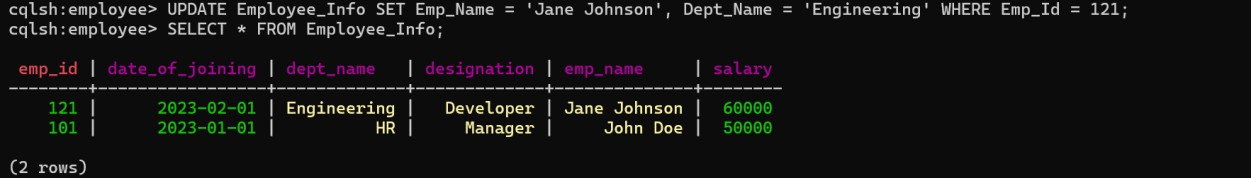 cqlsh:employee> UPDATE Employee_Info SET Emp_Name = 'Jane Johnson', Dept_Name = 'Engineering' WHERE Emp_Id = 121;
cqlsh:employee> SELECT * FROM Employee_Info;
emp_id | date_of_joining | dept_name | designation | emp_name | salary
--------+-----------------+-------------+-------------+--------------+--------
121 | 2023-02-01 | Engineering | Developer | Jane Johnson | 60000
101 | 2023-01-01 | HR | Manager | John Doe | 50000
(2 rows)